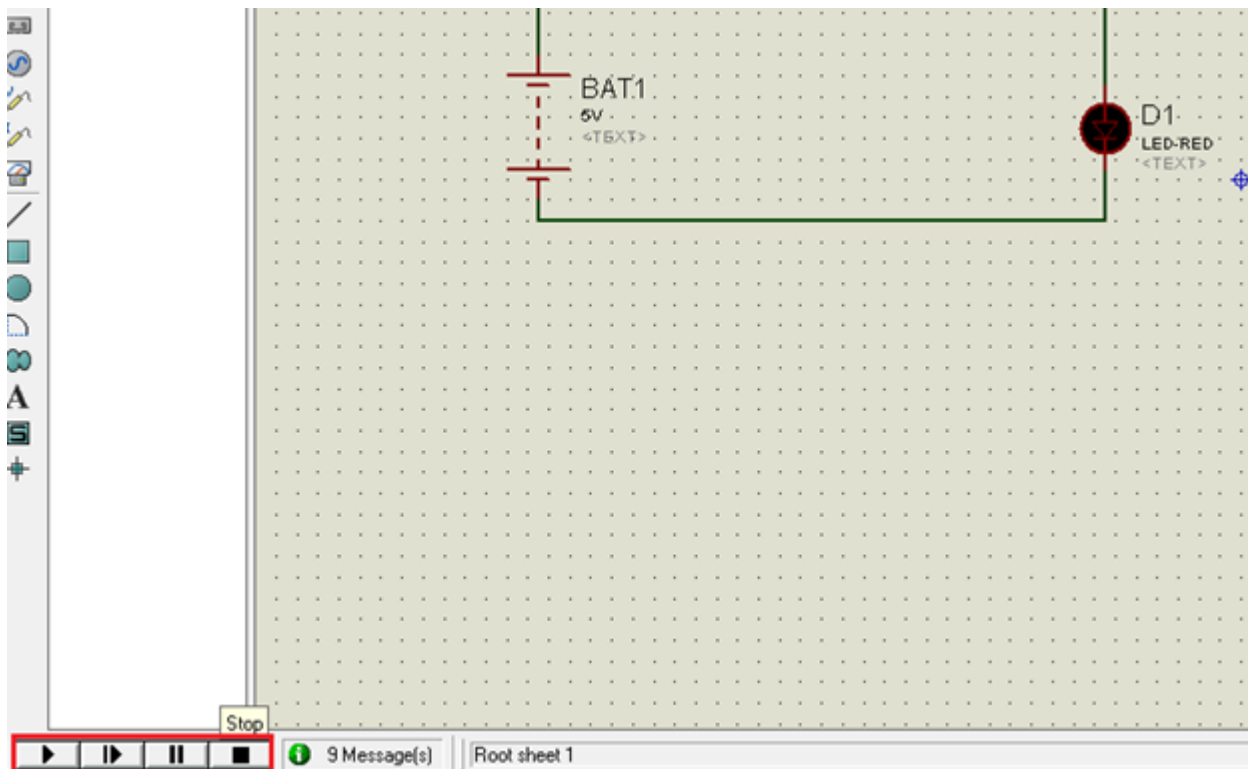 BAT1
5V
<TEXT>
D1
LED-RED
<TEXT>
A
S
Stop
9 Message(s)
Root sheet 1